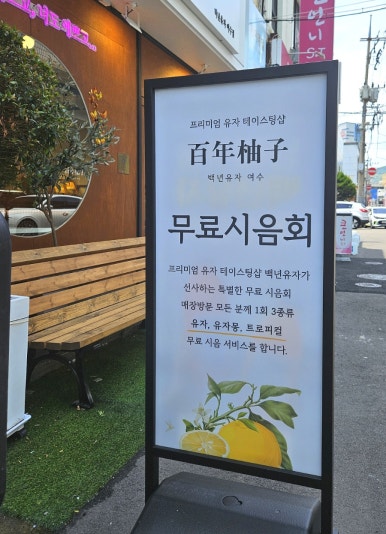 프리미엄 유자 테이스팅샵
百年柚子
백년유자 여수
무료시음회
프리미엄 유자 테이스팅샵 백년유자가
선사하는 특별한 무료 시음회
매장방문 모든 분께 1회 3종류
유자, 유자몽, 트로피컬
무료 시음 서비스를 합니다.
큰언니